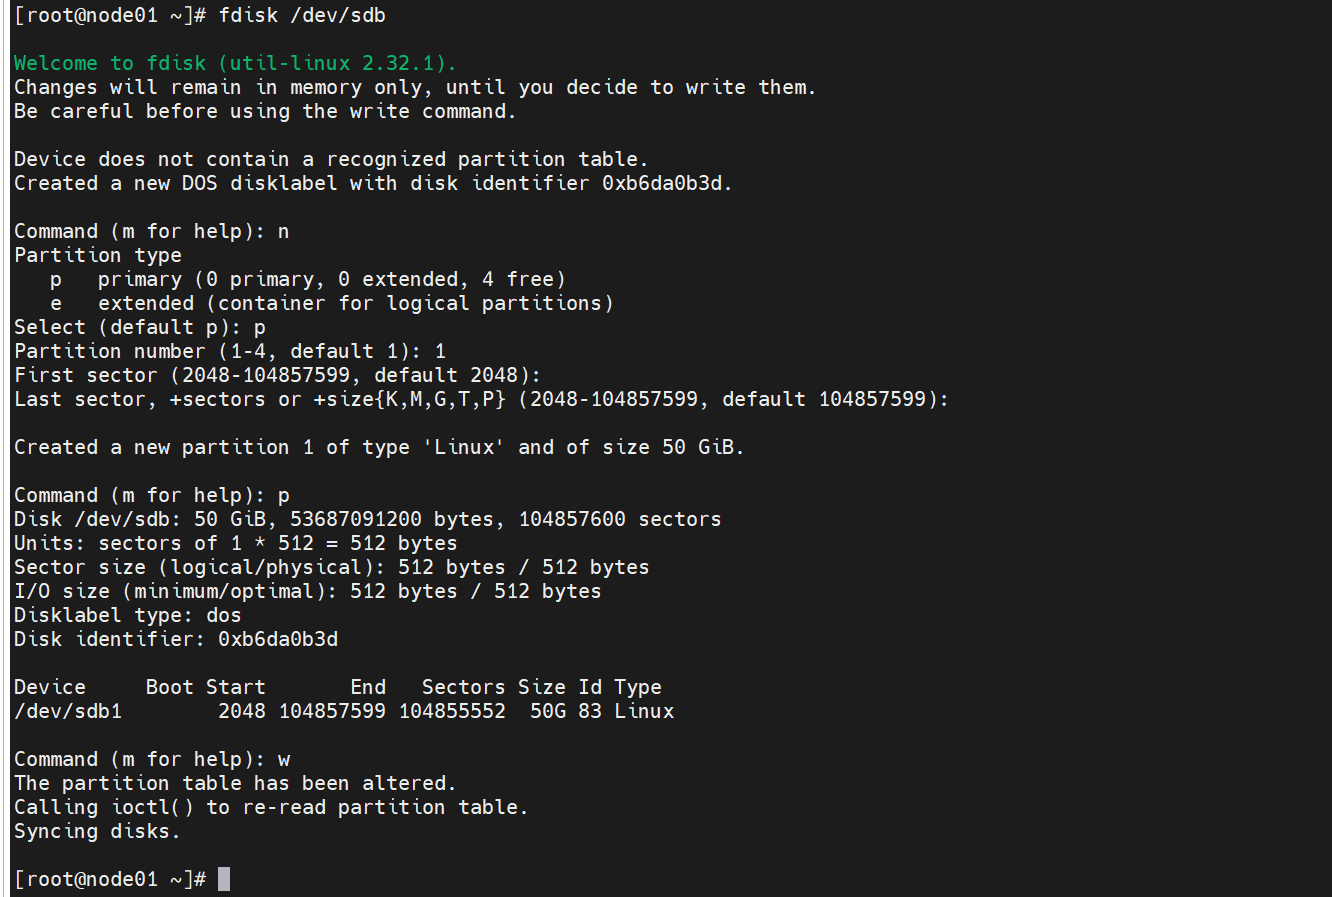 [root@node01 ~]# fdisk /dev/sdb
Welcome to fdisk (util-linux 2.32.1).
Changes will remain in memory only, until you decide to write them.
Be careful before using the write command.
Device does not contain a recognized partition table.
Created a new DOS disklabel with disk identifier 0xb6da0b3d.
Command (m for help): n
Partition type
   p   primary (0 primary, 0 extended, 4 free)
   e   extended (container for logical partitions)
Select (default p): p
Partition number (1-4, default 1): 1
First sector (2048-104857599, default 2048):
Last sector, +sectors or +size{K,M,G,T,P} (2048-104857599, default 104857599):
Created a new partition 1 of type 'Linux' and of size 50 GiB.
Command (m for help): p
Disk /dev/sdb: 50 GiB, 53687091200 bytes, 104857600 sectors
Units: sectors of 1 * 512 = 512 bytes
Sector size (logical/physical): 512 bytes / 512 bytes
I/O size (minimum/optimal): 512 bytes / 512 bytes
Disklabel type: dos
Disk identifier: 0xb6da0b3d
Device     Boot Start       End   Sectors Size Id Type
/dev/sdb1        2048 104857599 104855552  50G 83 Linux
Command (m for help): w
The partition table has been altered.
Calling ioctl() to re-read partition table.
Syncing disks.
[root@node01 ~]#